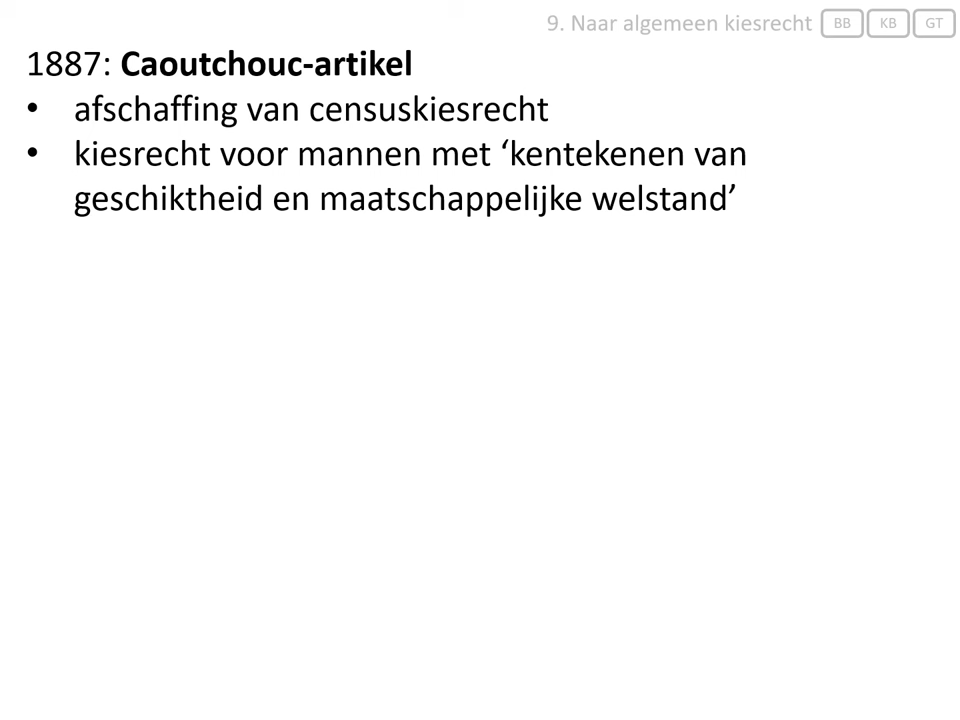 9. Naar algemeen kiesrecht BB KB GT
1887: Caoutchouc-artikel
• afschaffing van censuskiesrecht
• kiesrecht voor mannen met ‘kentekenen van
geschiktheid en maatschappelijke welstand’